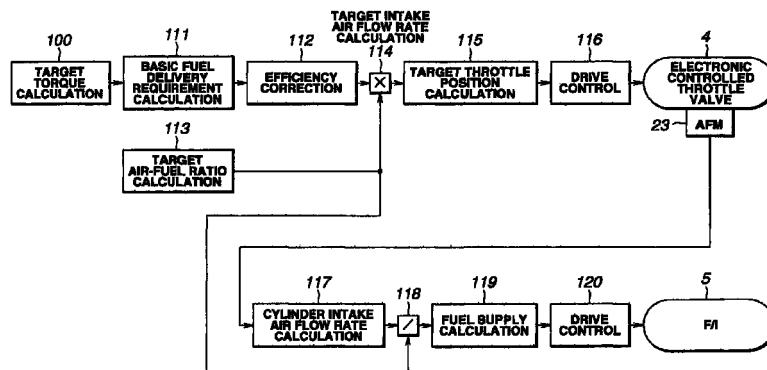 TARGET INTAKE
AIR FLOW RATE
CALCULATION
100
111
112
114
115
116
4
TARGET
TORQUE
CALCULATION
BASIC FUEL
DELIVERY
REQUIREMENT
CALCULATION
EFFICIENCY
CORRECTION
×
TARGET THROTTLE
POSITION
CALCULATION
DRIVE
CONTROL
ELECTRONIC
CONTROLLED
THROTTLE
VALVE
113
23
AFM
TARGET
AIR-FUEL RATIO
CALCULATION
117
118
119
120
5
CYLINDER INTAKE
AIR FLOW RATE
CALCULATION
/
FUEL SUPPLY
CALCULATION
DRIVE
CONTROL
F/I